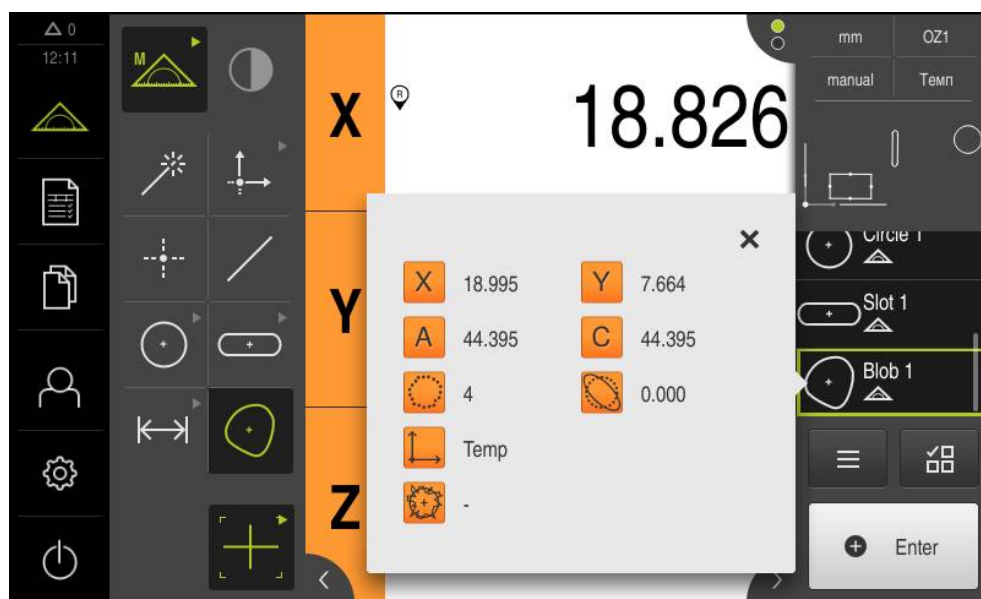 0
12:11
M
X
R
18.826
mm
OZ1
manual
Темп
Circle 1
X
18.995
Y
7.664
Y
A
44.395
C
44.395
Slot 1
4
0.000
Blob 1
Temp
-
Z
Enter